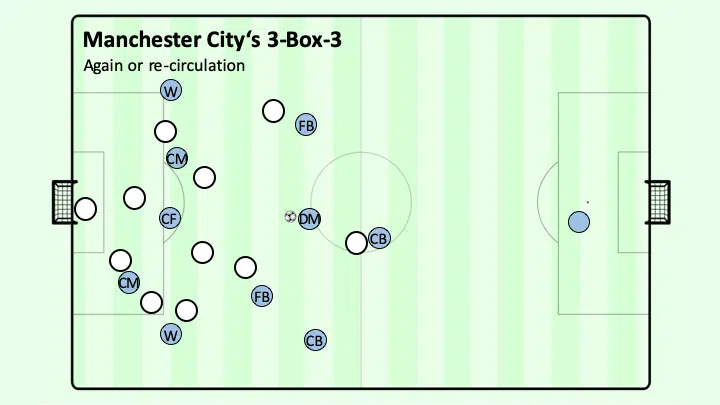 Manchester City‘s 3-Box-3
Again or re-circulation
W
FB
CM
CF
DM
CB
CM
FB
W
CB